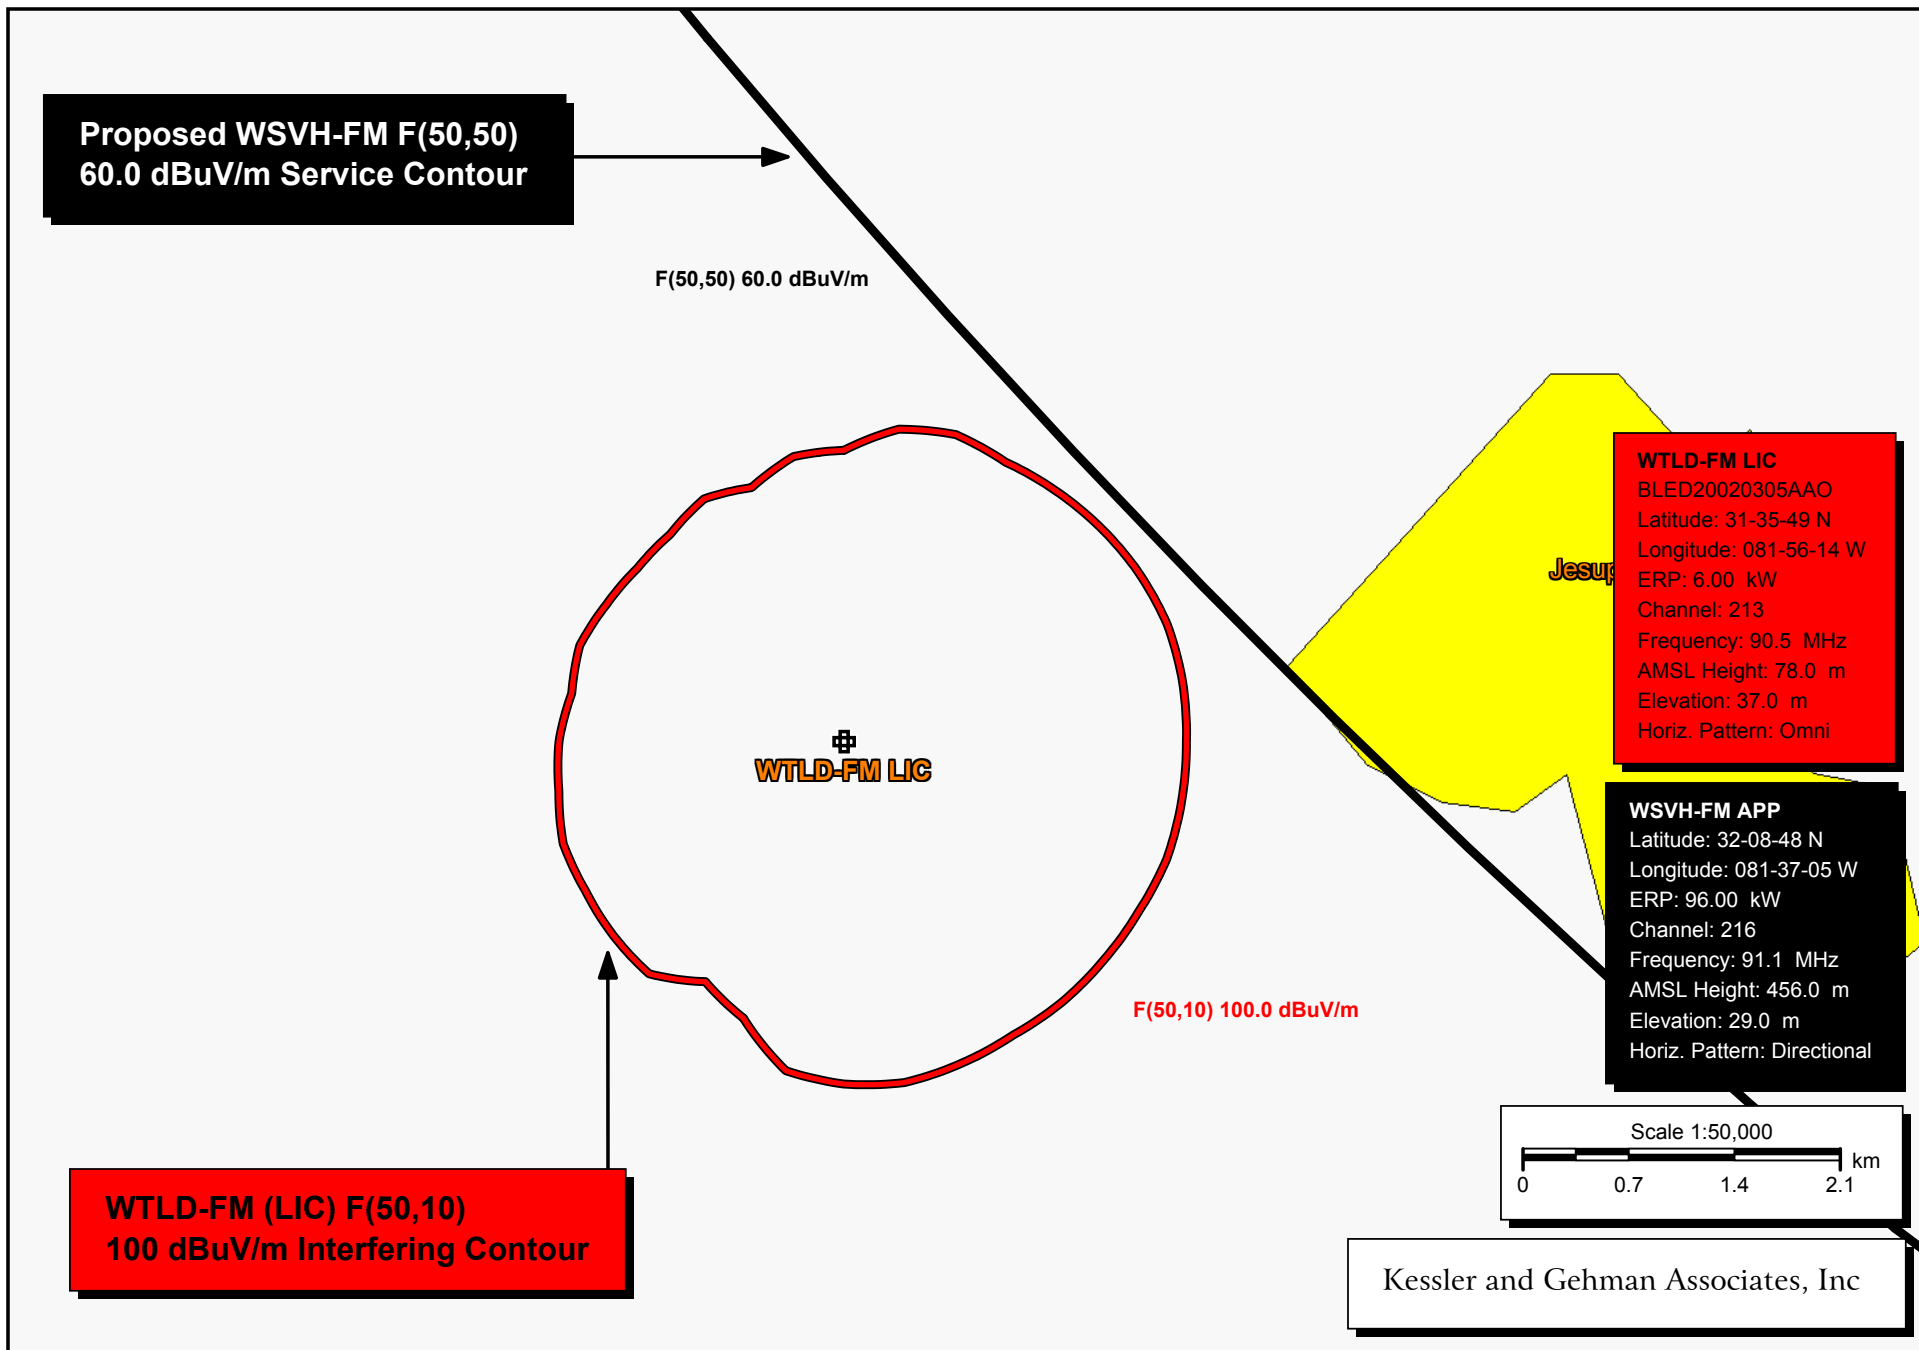 Proposed WSVH-FM F(50,50)
60.0 dBuV/m Service Contour
F(50,50) 60.0 dBuV/m
Jesup
WTLD-FM LIC
BLED20020305AAO
Latitude: 31-35-49 N
Longitude: 081-56-14 W
ERP: 6.00 kW
Channel: 213
Frequency: 90.5 MHz
AMSL Height: 78.0 m
Elevation: 37.0 m
Horiz. Pattern: Omni
WTLD-FM LIC
WSVH-FM APP
Latitude: 32-08-48 N
Longitude: 081-37-05 W
ERP: 96.00 kW
Channel: 216
Frequency: 91.1 MHz
AMSL Height: 456.0 m
Elevation: 29.0 m
Horiz. Pattern: Directional
F(50,10) 100.0 dBuV/m
Scale 1:50,000
km
0 0.7 1.4 2.1
WTLD-FM (LIC) F(50,10)
100 dBuV/m Interfering Contour
Kessler and Gehman Associates, Inc